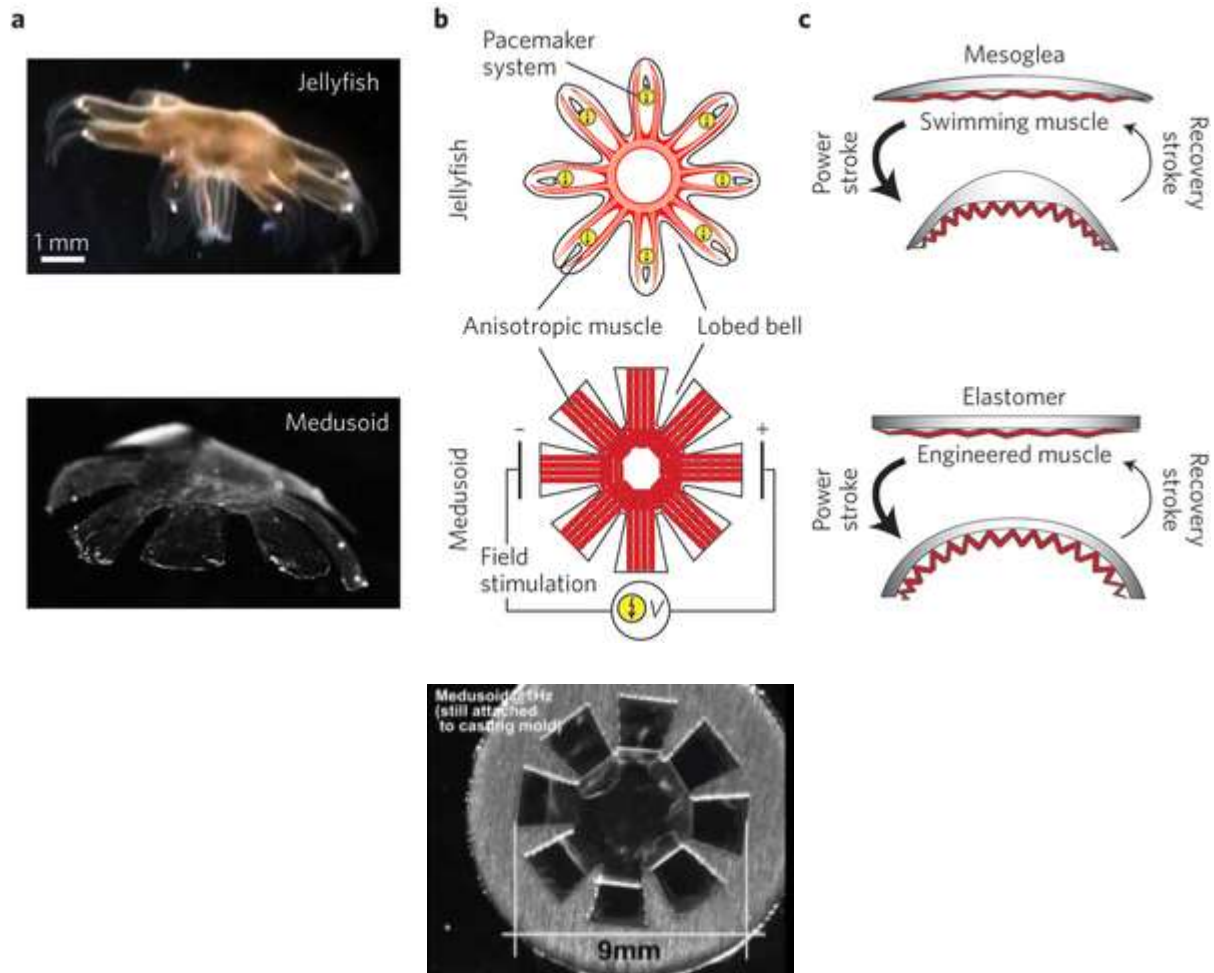 a
Jellyfish
1 mm
Medusoid
b
Pacemaker
system
Jellyfish
Anisotropic muscle
Lobed bell
Medusoid
−
+
Field
stimulation
V
c
Mesoglea
Swimming muscle
Power
stroke
Recovery
stroke
Elastomer
Engineered muscle
Power
stroke
Recovery
stroke
Medusoid
(still attached
to casting mold)
9mm